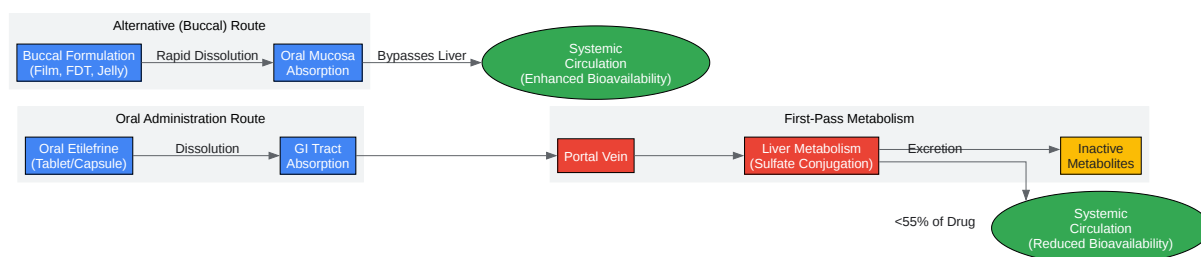 Alternative (Buccal) Route
Buccal Formulation
(Film, FDT, Jelly)
Rapid Dissolution
Oral Mucosa
Absorption
Bypasses Liver
Systemic
Circulation
(Enhanced Bioavailability)
Oral Administration Route
Oral Etilefrine
(Tablet/Capsule)
Dissolution
GI Tract
Absorption
First-Pass Metabolism
Portal Vein
Liver Metabolism
(Sulfate Conjugation)
Excretion
Inactive
Metabolites
<55% of Drug
Systemic
Circulation
(Reduced Bioavailability)